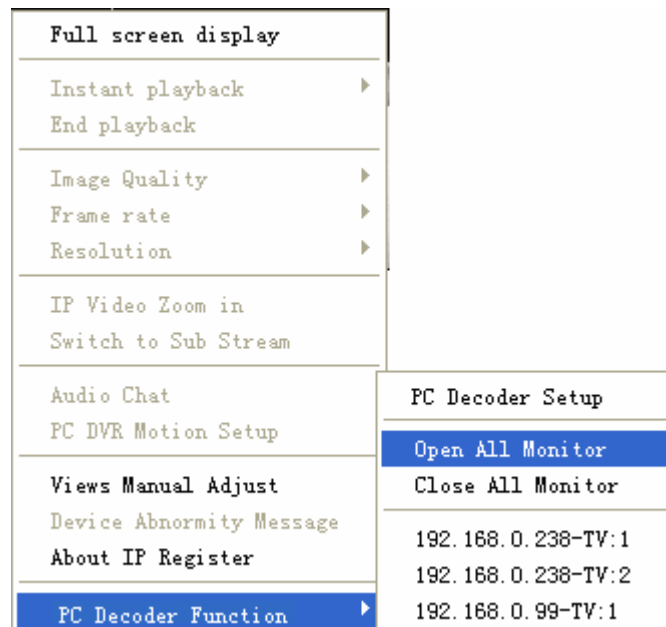 Full screen display
Instant playback
End playback
Image Quality
Frame rate
Resolution
IP Video Zoom in
Switch to Sub Stream
Audio Chat
PC DVR Motion Setup
Views Manual Adjust
Device Abnormity Message
About IP Register
PC Decoder Function
PC Decoder Setup
Open All Monitor
Close All Monitor
192.168.0.238-TV:1
192.168.0.238-TV:2
192.168.0.99-TV:1